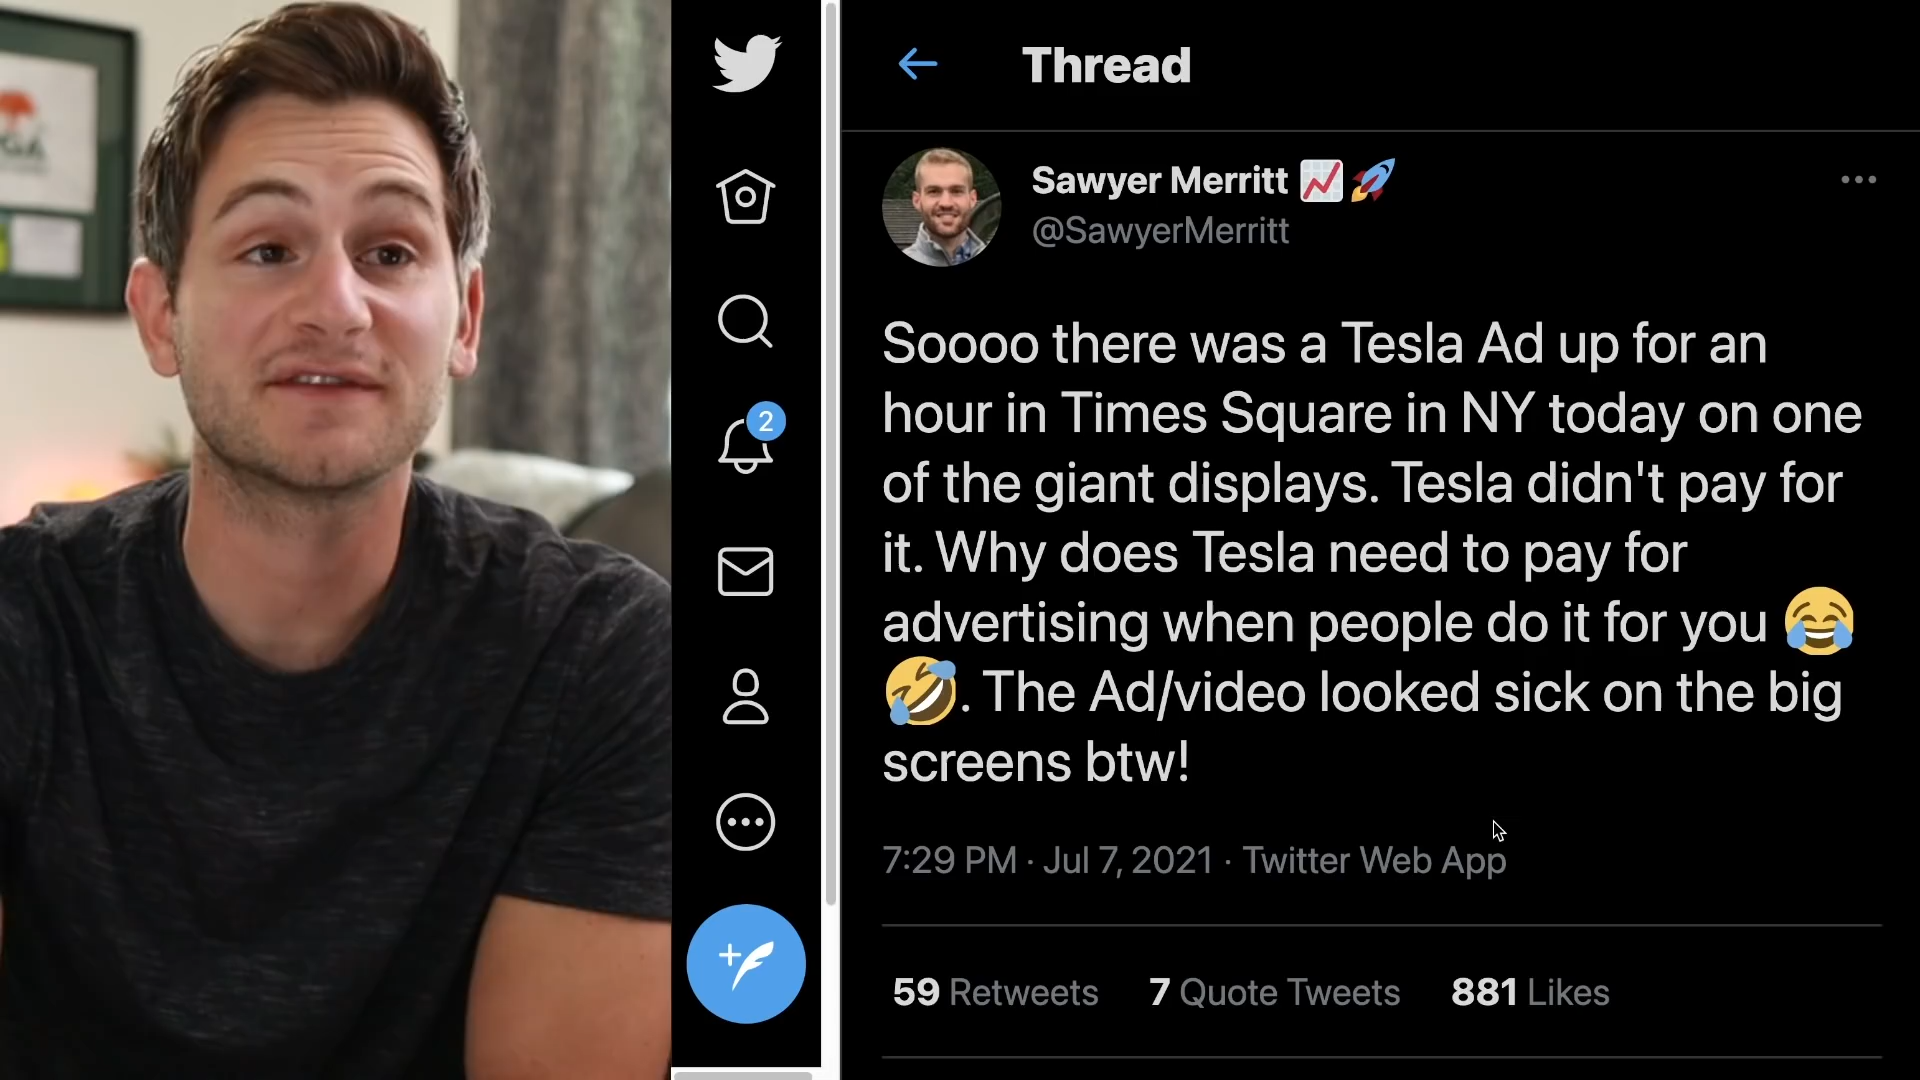 GA
Thread
Sawyer Merritt 📈🚀
@SawyerMerritt
2
Soooo there was a Tesla Ad up for an
hour in Times Square in NY today on one
of the giant displays. Tesla didn't pay for
it. Why does Tesla need to pay for
advertising when people do it for you 😂
🤣. The Ad/video looked sick on the big
screens btw!
7:29 PM · Jul 7, 2021 · Twitter Web App
59 Retweets 7 Quote Tweets 881 Likes